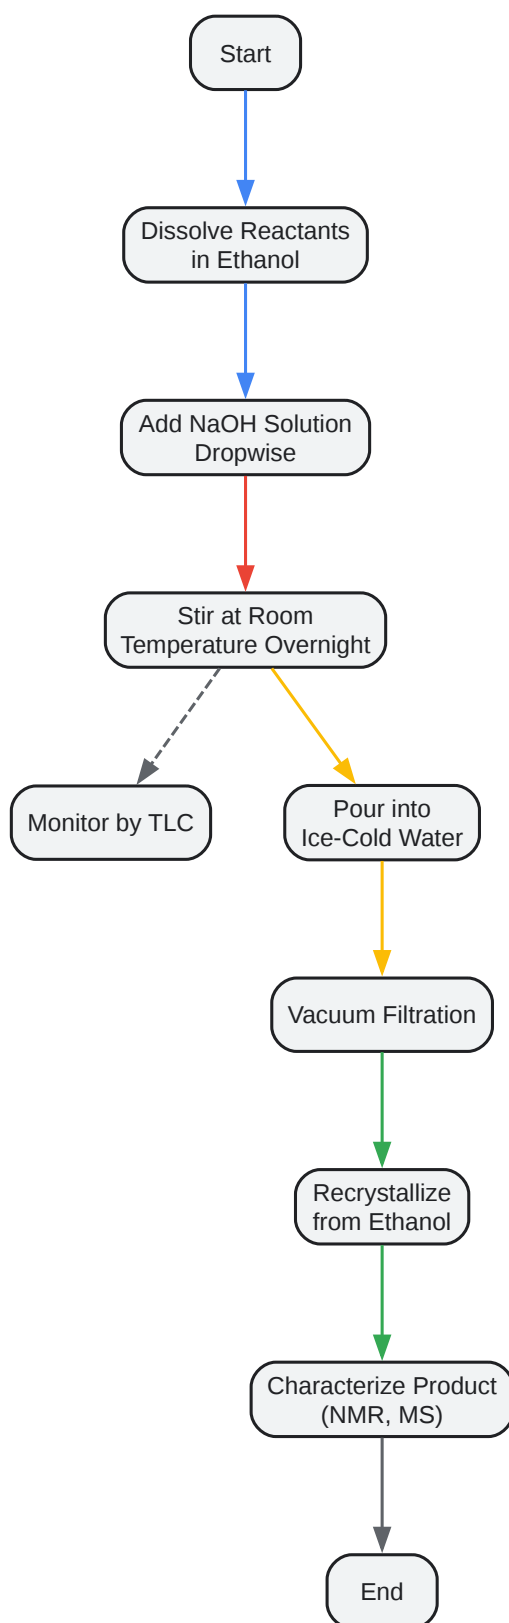 Start
Dissolve Reactants
in Ethanol
Add NaOH Solution
Dropwise
Stir at Room
Temperature Overnight
Monitor by TLC
Pour into
Ice-Cold Water
Vacuum Filtration
Recrystallize
from Ethanol
Characterize Product
(NMR, MS)
End